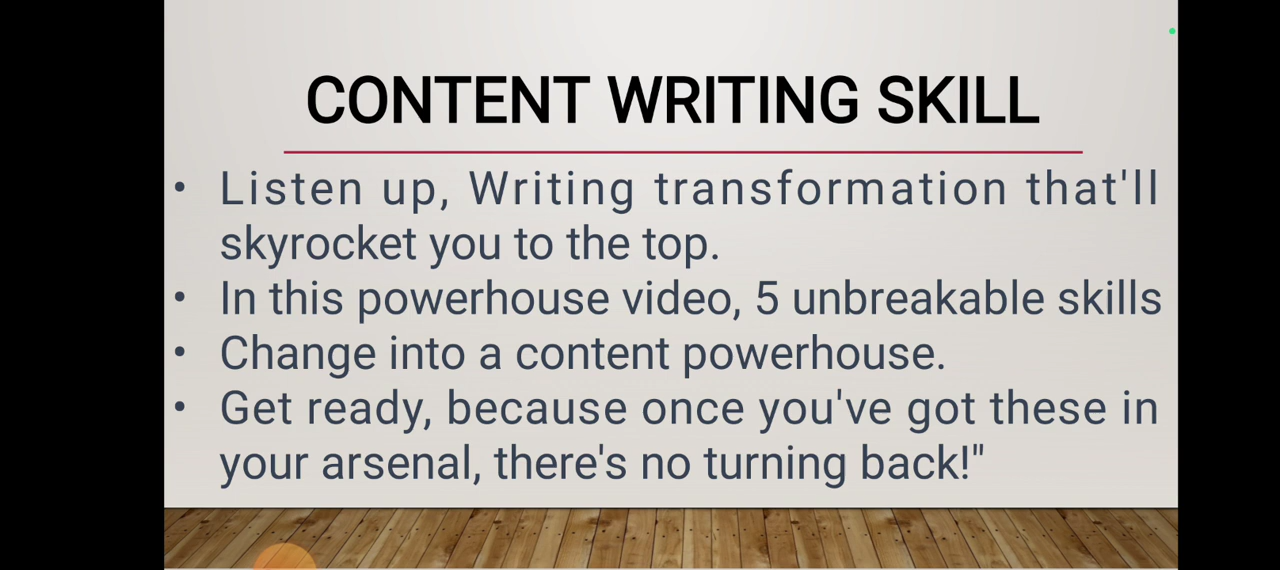 CONTENT WRITING SKILL
• Listen up, Writing transformation that'll
skyrocket you to the top.
• In this powerhouse video, 5 unbreakable skills
• Change into a content powerhouse.
• Get ready, because once you've got these in
your arsenal, there's no turning back!"